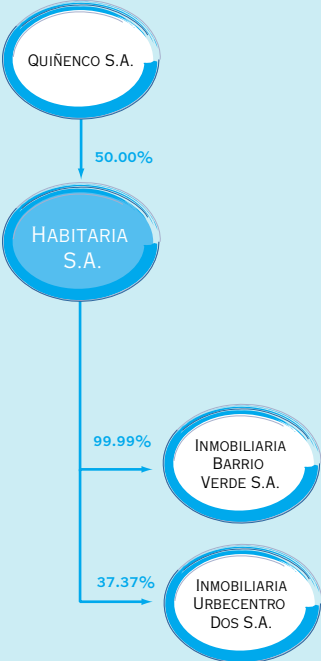 QUIÑENCO S.A.
50.00%
HABITARIA
S.A.
99.99%
INMOBILIARIA
BARRIO
VERDE S.A.
37.37%
INMOBILIARIA
URBECENTRO
DOS S.A.